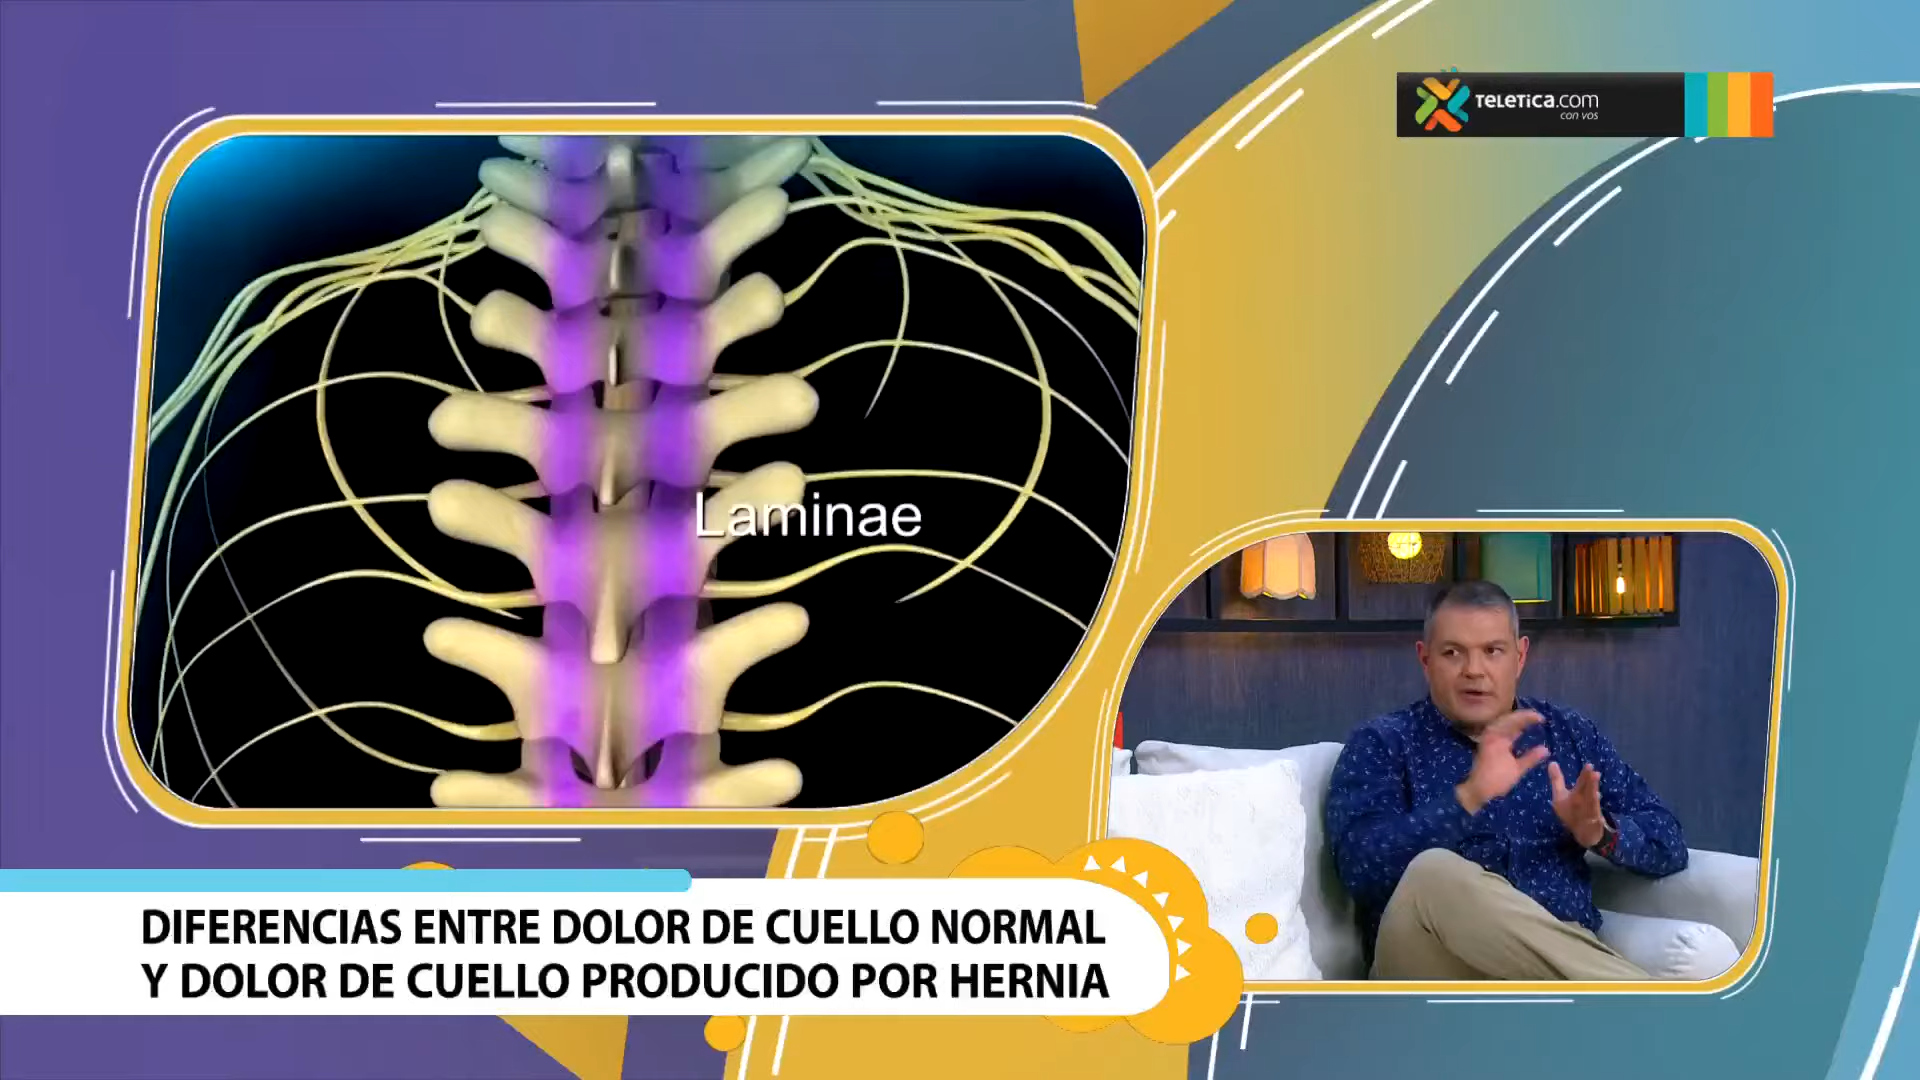 TELETICA.COM
con vos
Laminae
DIFERENCIAS ENTRE DOLOR DE CUELLO NORMAL
Y DOLOR DE CUELLO PRODUCIDO POR HERNIA